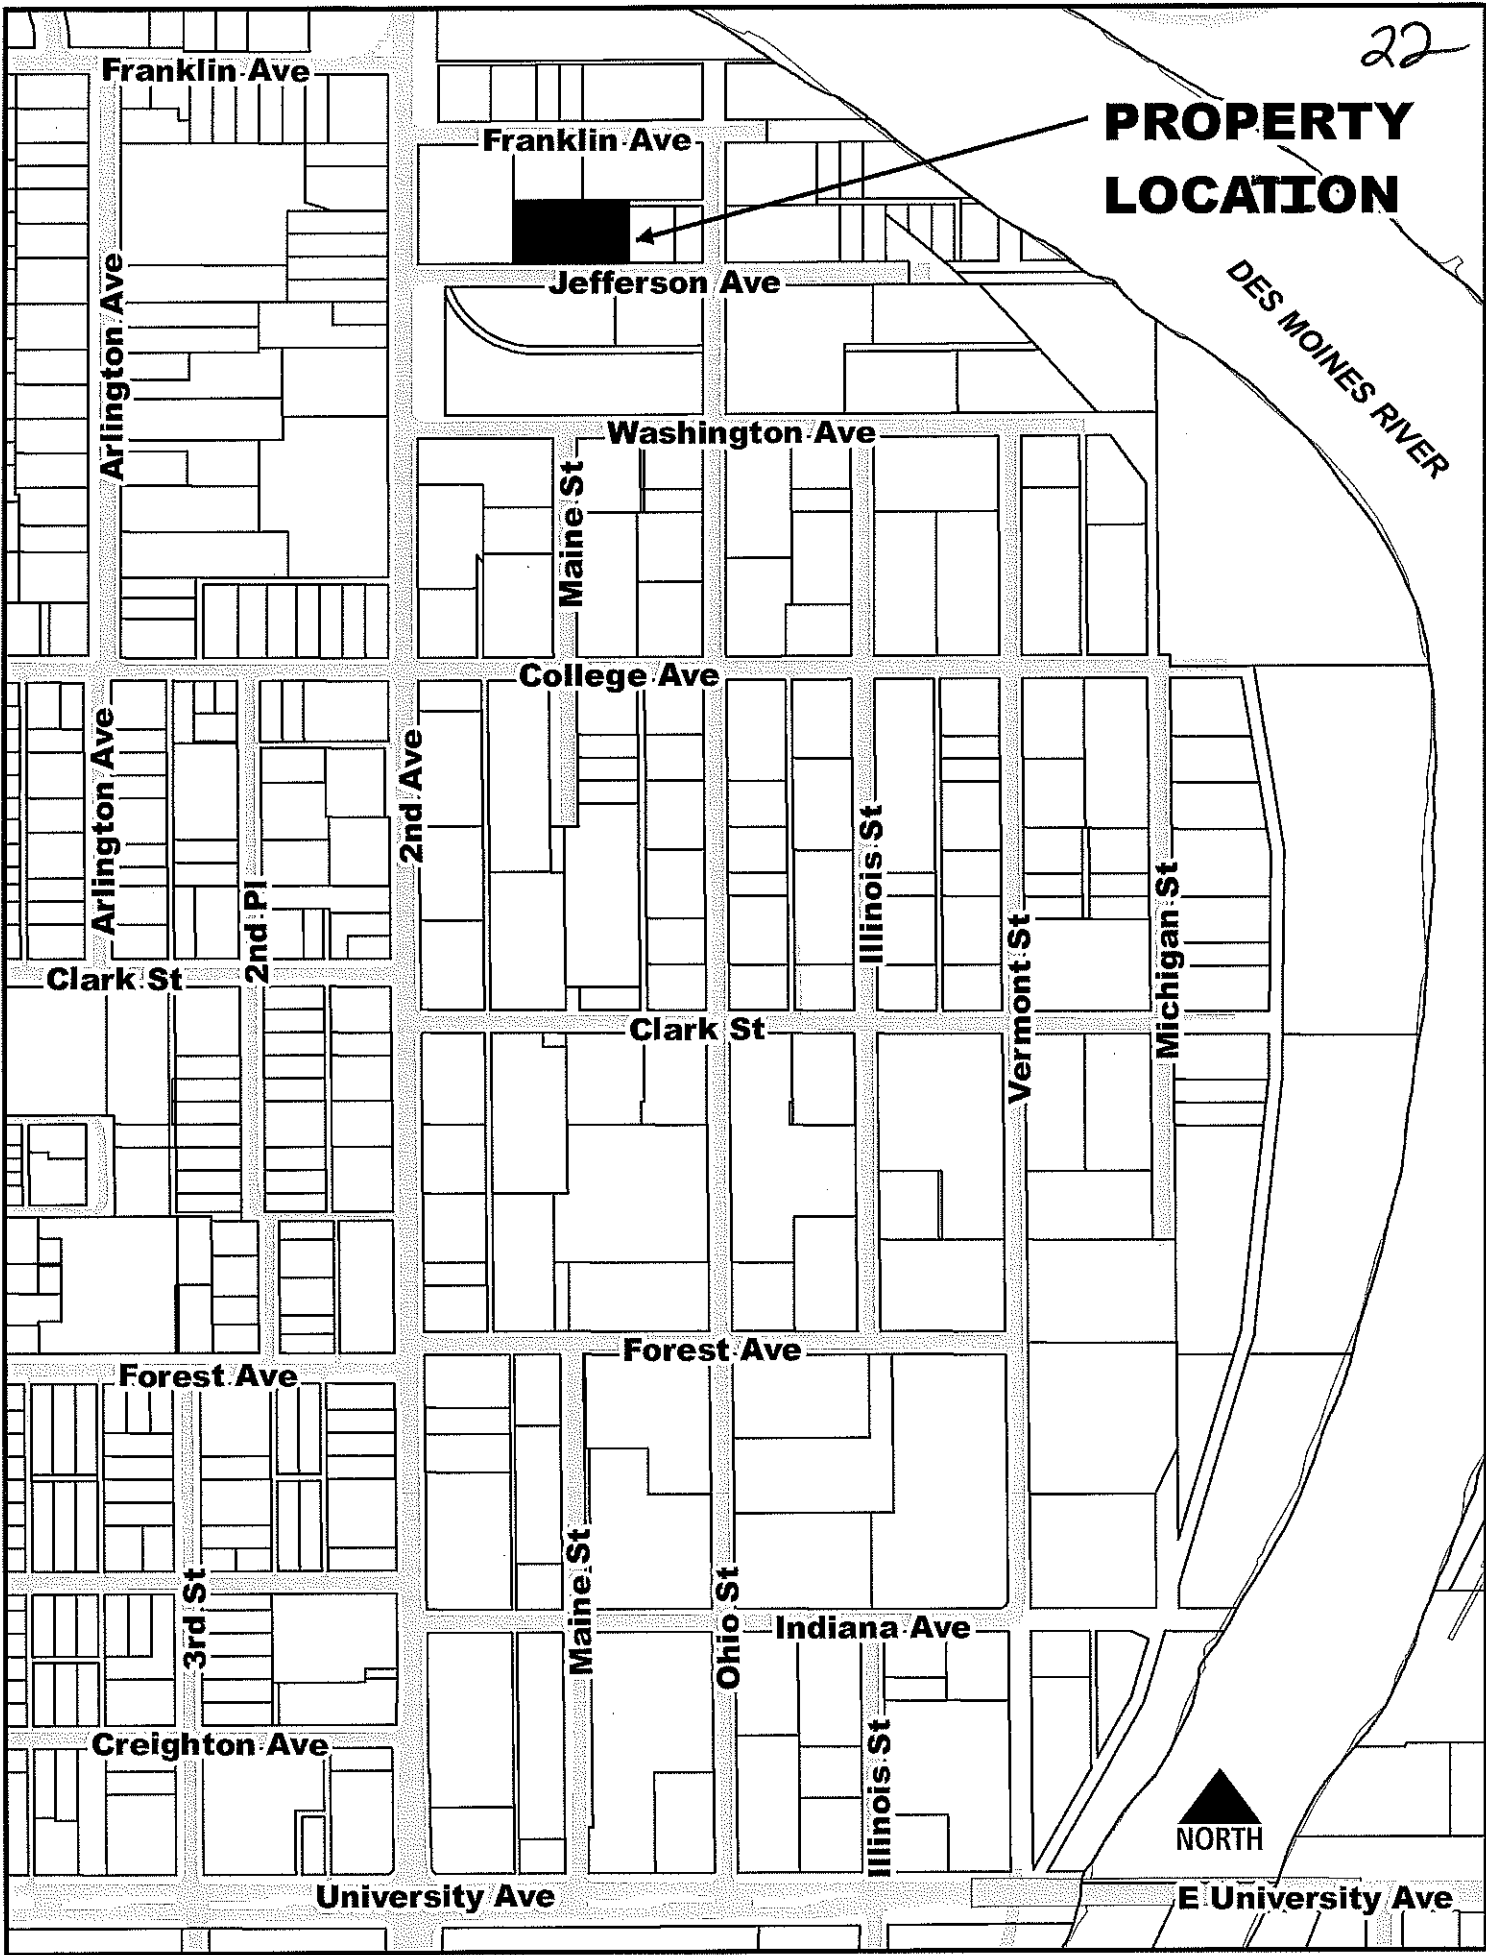 22
Franklin Ave
PROPERTY
LOCATION
Franklin Ave
Jefferson Ave
DES MOINES RIVER
Arlington Ave
Washington Ave
Maine St
College Ave
Arlington Ave
2nd Ave
2nd Pl
Illinois St
Michigan St
Vermont St
Clark St
Clark St
Forest Ave
Forest Ave
3rd St
Maine St
Ohio St
Indiana Ave
Creighton Ave
Illinois St
NORTH
University Ave
E University Ave